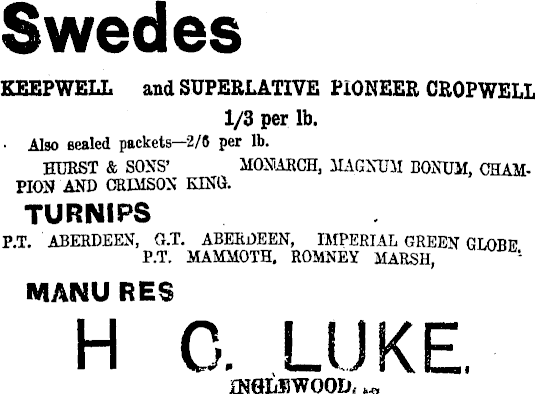 Swedes
KEEPWELL and SUPERLATIVE PIONEER CROPWELL
1/3 per lb.
Also sealed packets—2/6 per lb.
HURST & SONS' MONARCH, MAGNUM BONUM, CHAM-
PION AND CRIMSON KING.
TURNIPS
P.T. ABERDEEN, G.T. ABERDEEN, IMPERIAL GREEN GLOBE,
P.T. MAMMOTH, ROMNEY MARSH,
MANURES
H C. LUKE.
INGLEWOOD,